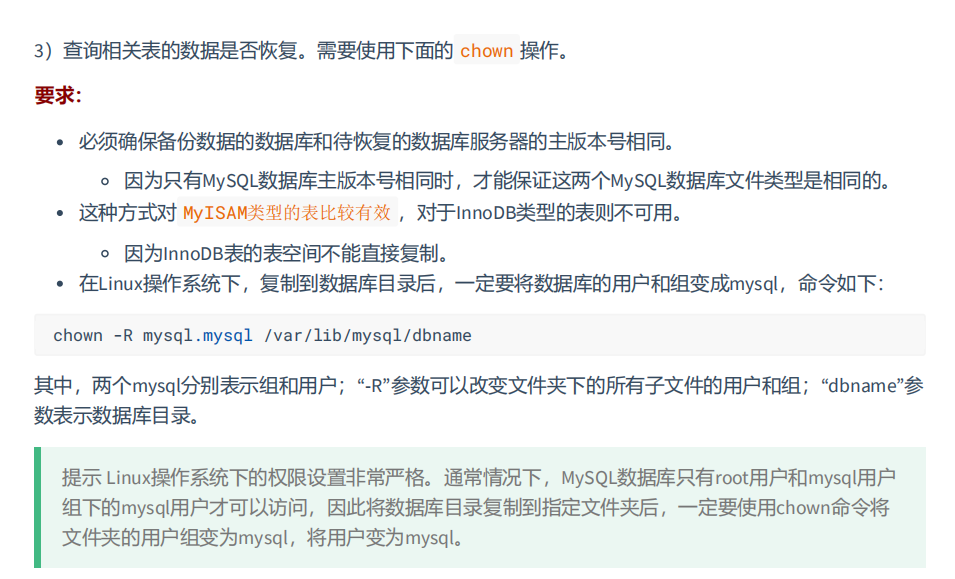 3）查询相关表的数据是否恢复。需要使用下面的 chown 操作。
要求：
必须确保备份数据的数据库和待恢复的数据库服务器的主版本号相同。
因为只有MySQL数据库主版本号相同时，才能保证这两个MySQL数据库文件类型是相同的。
这种方式对 MyISAM类型的表比较有效 ，对于InnoDB类型的表则不可用。
因为InnoDB表的表空间不能直接复制。
在Linux操作系统下，复制到数据库目录后，一定要将数据库的用户和组变成mysql，命令如下：
chown -R mysql.mysql /var/lib/mysql/dbname
其中，两个mysql分别表示组和用户；“-R”参数可以改变文件夹下的所有子文件的用户和组；“dbname”参
数表示数据库目录。
提示 Linux操作系统下的权限设置非常严格。通常情况下，MySQL数据库只有root用户和mysql用户
组下的mysql用户才可以访问，因此将数据库目录复制到指定文件夹后，一定要使用chown命令将
文件夹的用户组变为mysql，将用户变为mysql。